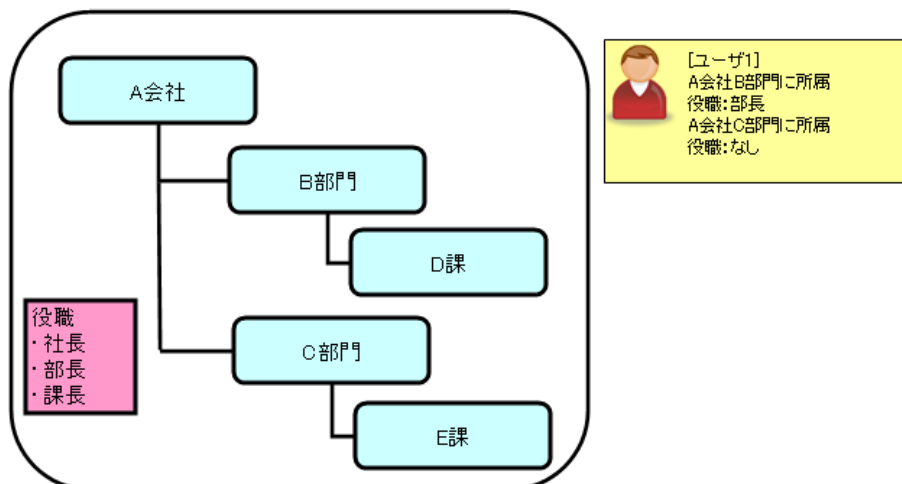 A会社
B部門
D課
C部門
E課
役職
・社長
・部長
・課長
[ユーザ1]
A会社B部門に所属
役職:部長
A会社C部門に所属
役職:なし